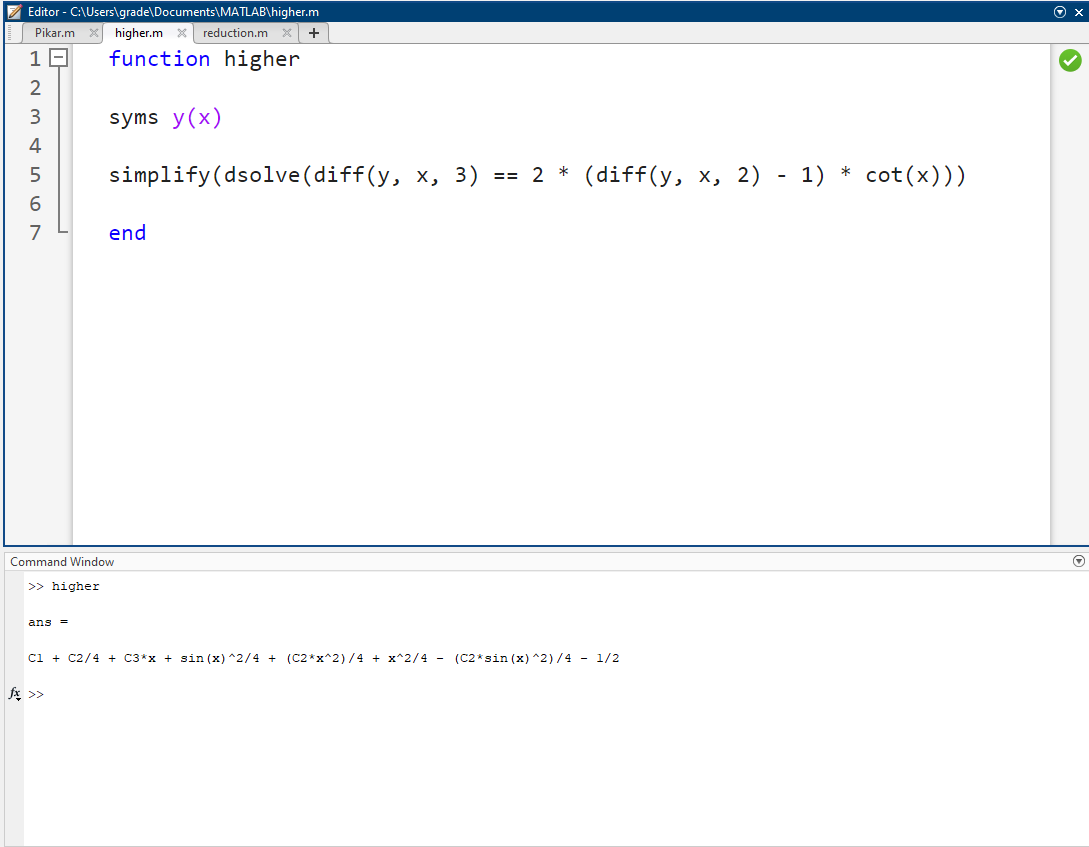 Editor - C:\Users\grade\Documents\MATLAB\higher.m
Pikar.m higher.m reduction.m +
1 function higher
2
3 syms y(x)
4
5 simplify(dsolve(diff(y, x, 3) == 2 * (diff(y, x, 2) - 1) * cot(x)))
6
7 end
Command Window
>> higher
ans =
C1 + C2/4 + C3*x + sin(x)^2/4 + (C2*x^2)/4 + x^2/4 - (C2*sin(x)^2)/4 - 1/2
fx >>